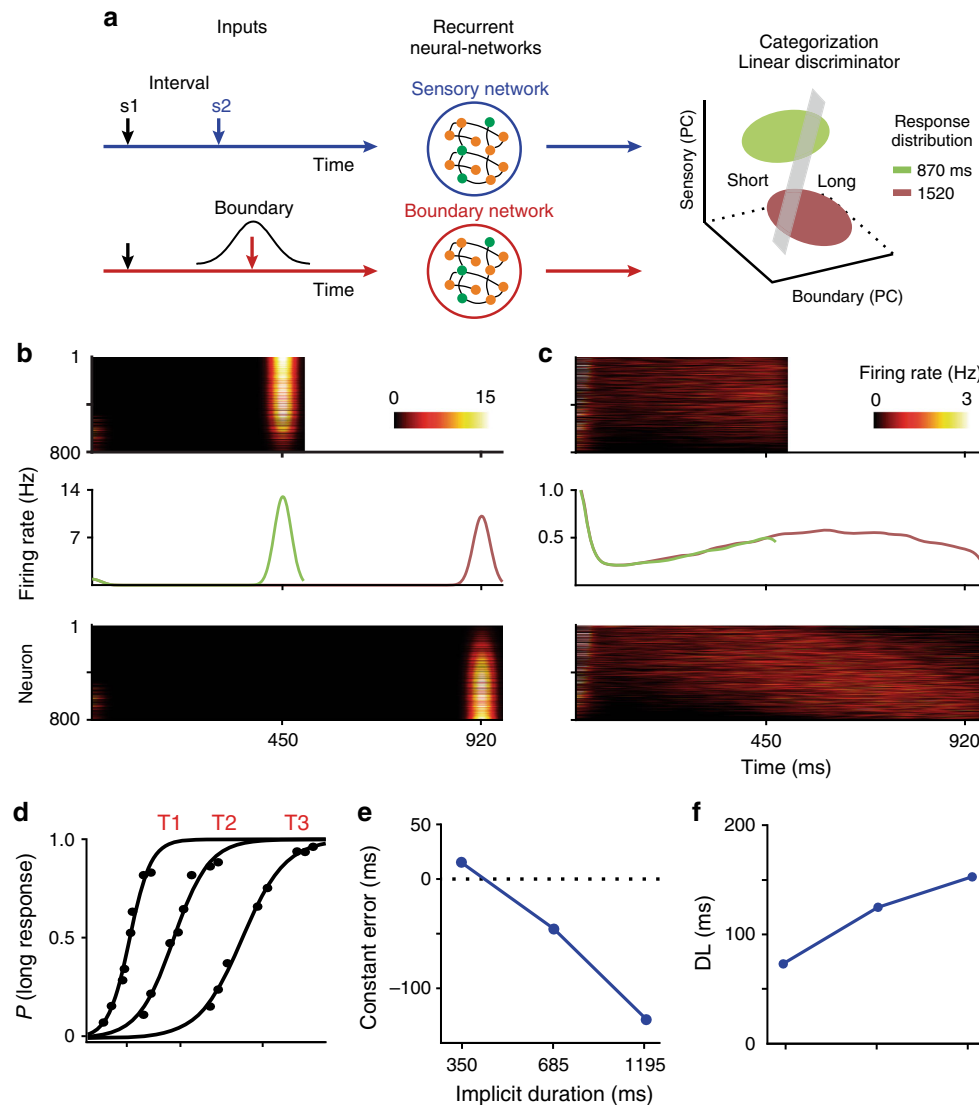 a
Inputs
Recurrent
neural-networks
Categorization
Linear discriminator
Interval
s1
s2
Time
Sensory network
Boundary
Time
Boundary network
Sensory (PC)
Short
Long
Boundary (PC)
Response
distribution
870 ms
1520
b
1
800
0
15
Firing rate (Hz)
14
7
Neuron
1
800
450
920
c
Firing rate (Hz)
0
3
1.0
0.5
450
920
Time (ms)
d
T1
T2
T3
P (long response)
1.0
0.5
0
e
Constant error (ms)
50
0
−100
350
685
1195
Implicit duration (ms)
f
DL (ms)
200
100
0